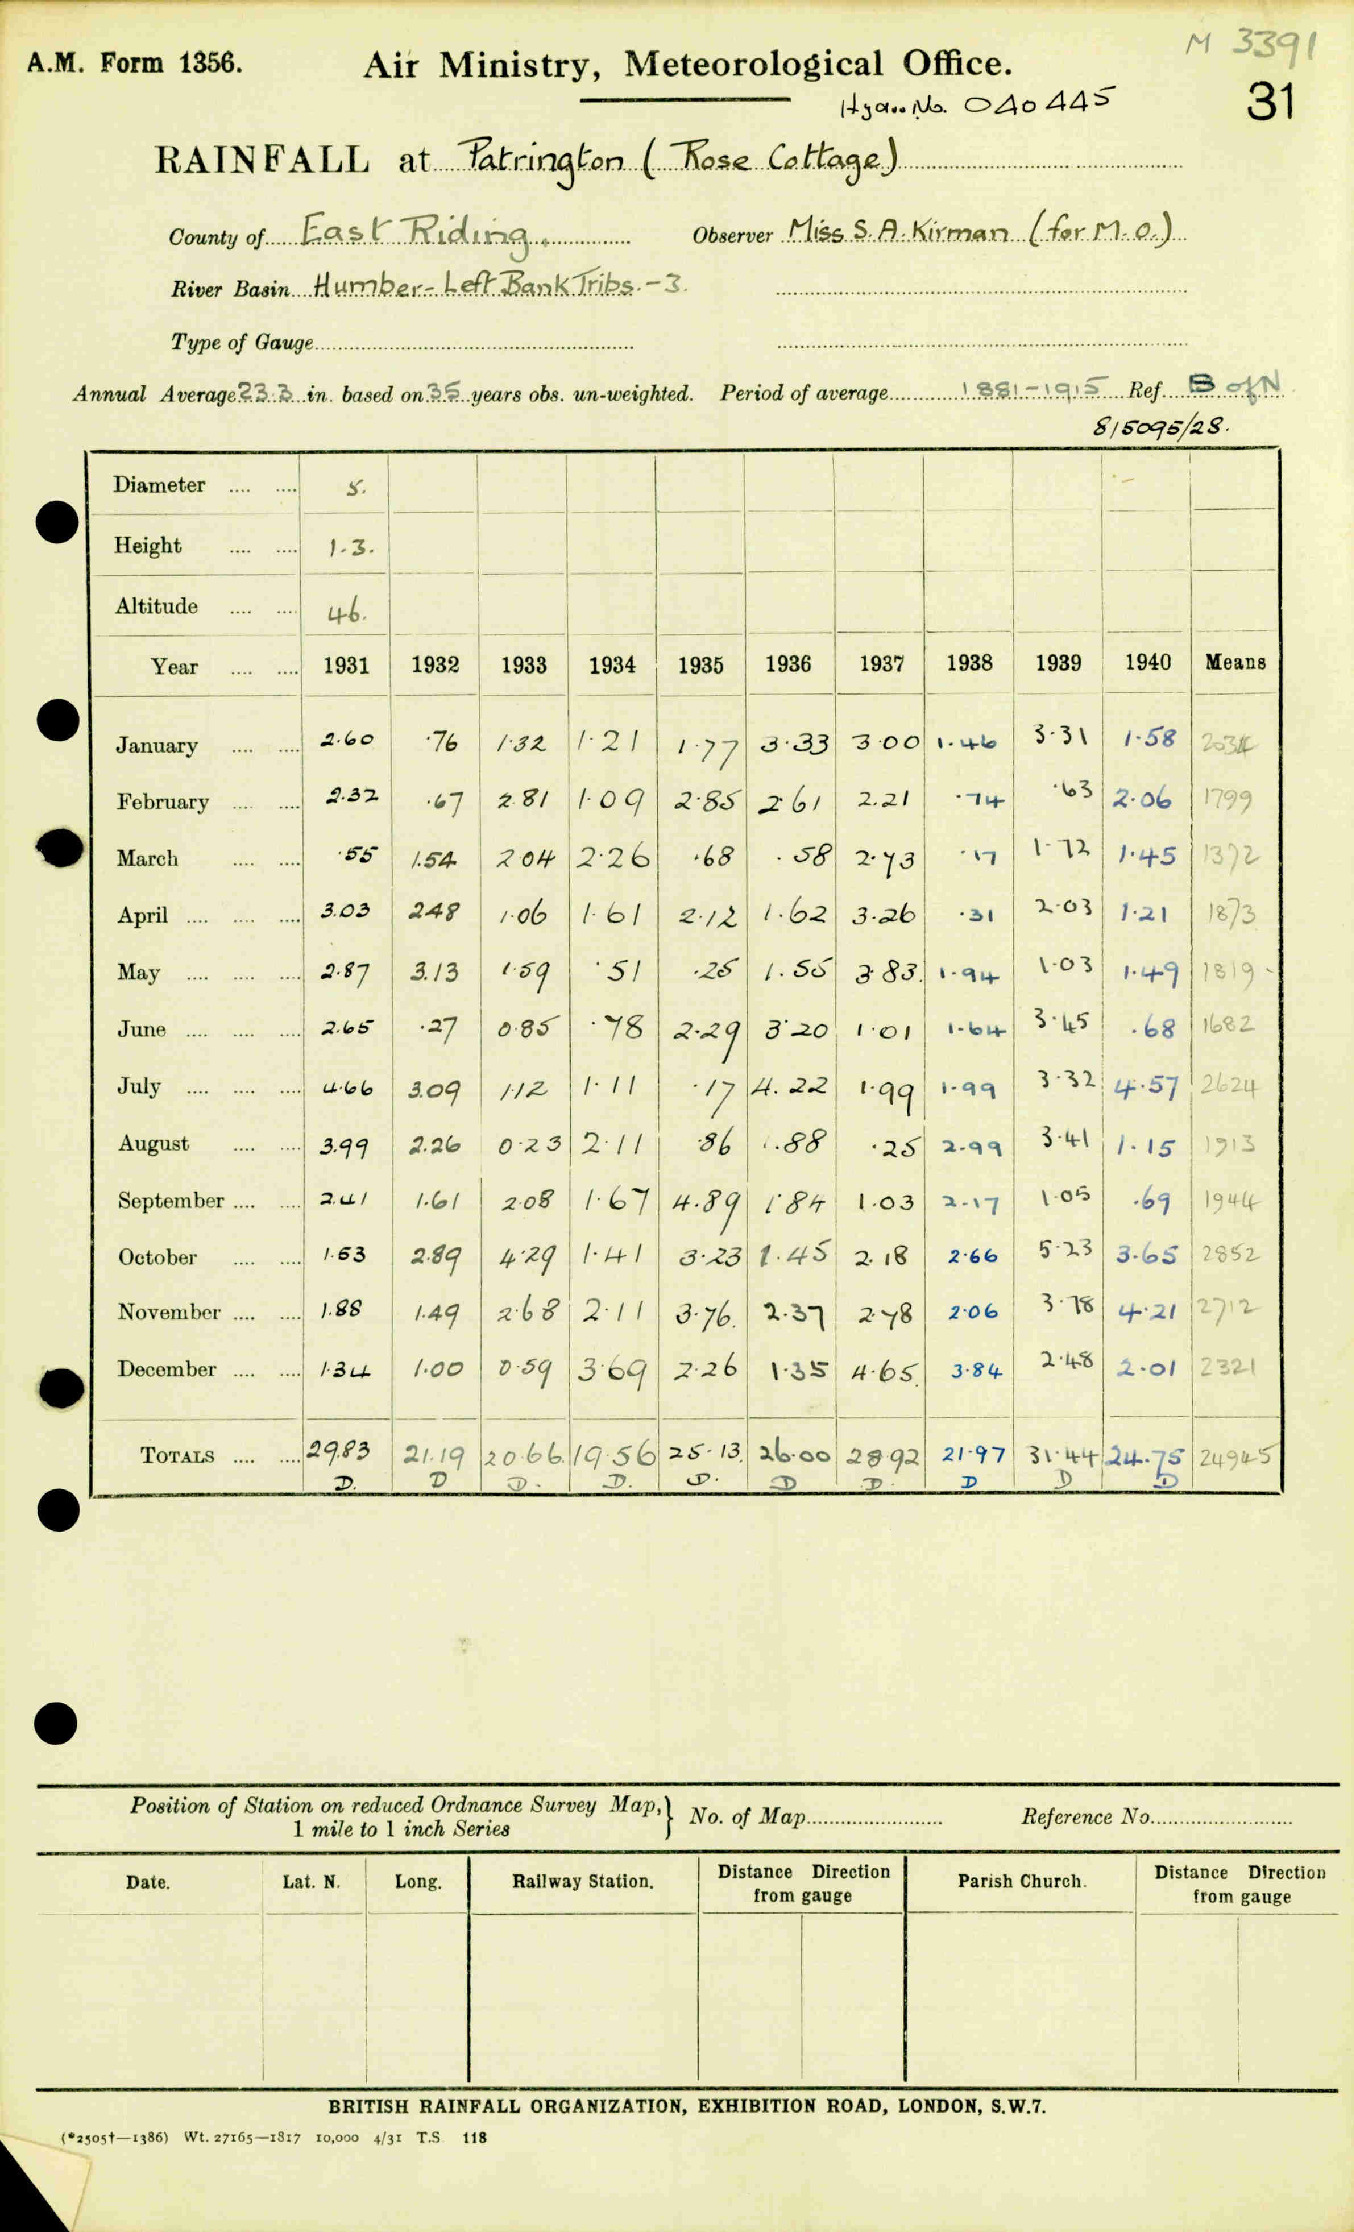 M 3391
A.M. Form 1356. Air Ministry, Meteorological Office.
31
No. 040445
RAINFALL at Patrington (Rose Cottage)
County of East Riding. Observer Miss S. A. Kirman (for M.O.)
River Basin Humber - Left Bank Tribs. - 3.
Type of Gauge
Annual Average 23.3 in. based on 35 years obs. un-weighted. Period of average 1881-1915 Ref. B of N
815095/28.
Diameter .... .... 5.
Height .... .... 1.3.
Altitude .... .... 46.
Year .... .... 1931 1932 1933 1934 1935 1936 1937 1938 1939 1940 Means
January .... .... 2.60 .76 1.32 1.21 1.77 3.33 3.00 1.46 3.31 1.58 2034
February .... .... 2.32 .67 2.81 1.09 2.85 2.61 2.21 .74 .63 2.06 1799
March .... .... .55 1.54 2.04 2.26 .68 .58 2.73 .17 1.72 1.45 1372
April .... .... .... 3.03 2.48 1.06 1.61 2.12 1.62 3.26 .31 2.03 1.21 1873
May .... .... .... 2.87 3.13 1.59 .51 .25 1.55 3.83 1.94 1.03 1.49 1819
June .... .... .... 2.65 .27 0.85 .78 2.29 3.20 1.01 1.64 3.45 .68 1682
July .... .... .... 4.66 3.09 1.12 1.11 .17 4.22 1.99 1.99 3.32 4.57 2624
August .... .... 3.99 2.26 0.23 2.11 .86 1.88 .25 2.99 3.41 1.15 1913
September .... .... 2.41 1.61 2.08 1.67 4.89 1.84 1.03 2.17 1.05 .69 1944
October .... .... 1.53 2.89 4.29 1.41 3.23 1.45 2.18 2.66 5.23 3.65 2852
November .... .... 1.88 1.49 2.68 2.11 3.76 2.37 2.78 2.06 3.78 4.21 2712
December .... .... 1.34 1.00 0.59 3.69 2.26 1.35 4.65 3.84 2.48 2.01 2321
TOTALS .... .... 29.83 21.19 20.66 19.56 25.13 26.00 28.92 21.97 31.44 24.75 24945
D. D D. D. D. D D D D D
Position of Station on reduced Ordnance Survey Map, 1 mile to 1 inch Series } No. of Map Reference No.
Date. Lat. N. Long. Railway Station. Distance Direction from gauge Parish Church. Distance Direction from gauge
BRITISH RAINFALL ORGANIZATION, EXHIBITION ROAD, LONDON, S.W.7.
(*2505†—1386) Wt. 27165—1817 10,000 4/31 T.S. 118